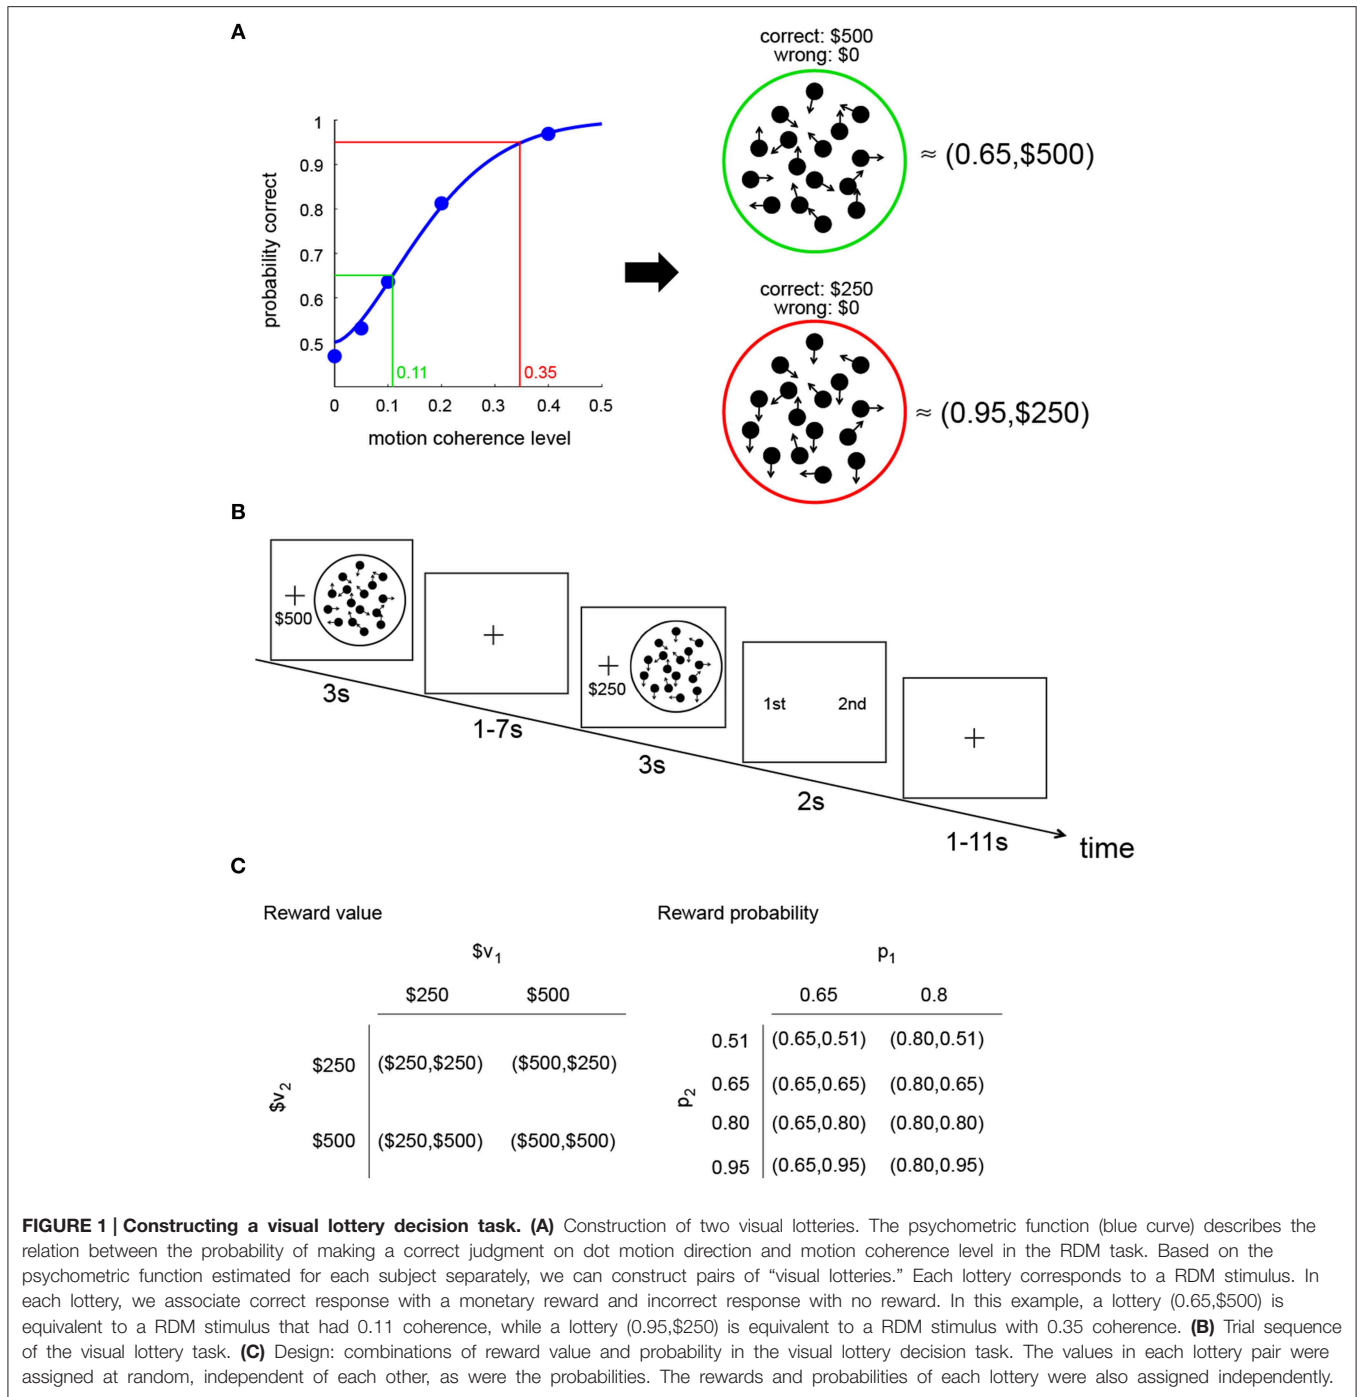 A
correct: $500
wrong: $0
≈ (0.65,$500)
probability correct
1
0.9
0.8
0.7
0.6
0.5
0.11
0.35
0 0.1 0.2 0.3 0.4 0.5
motion coherence level
correct: $250
wrong: $0
≈ (0.95,$250)
B
$500
3s
1-7s
$250
3s
1st 2nd
2s
1-11s
time
C
Reward value
$v1
$250 $500
$v2
$250 ($250,$250) ($500,$250)
$500 ($250,$500) ($500,$500)
Reward probability
p1
0.65 0.8
p2
0.51 (0.65,0.51) (0.80,0.51)
0.65 (0.65,0.65) (0.80,0.65)
0.80 (0.65,0.80) (0.80,0.80)
0.95 (0.65,0.95) (0.80,0.95)
FIGURE 1 | Constructing a visual lottery decision task. (A) Construction of two visual lotteries. The psychometric function (blue curve) describes the
relation between the probability of making a correct judgment on dot motion direction and motion coherence level in the RDM task. Based on the
psychometric function estimated for each subject separately, we can construct pairs of “visual lotteries.” Each lottery corresponds to a RDM stimulus. In
each lottery, we associate correct response with a monetary reward and incorrect response with no reward. In this example, a lottery (0.65,$500) is
equivalent to a RDM stimulus that had 0.11 coherence, while a lottery (0.95,$250) is equivalent to a RDM stimulus with 0.35 coherence. (B) Trial sequence
of the visual lottery task. (C) Design: combinations of reward value and probability in the visual lottery decision task. The values in each lottery pair were
assigned at random, independent of each other, as were the probabilities. The rewards and probabilities of each lottery were also assigned independently.